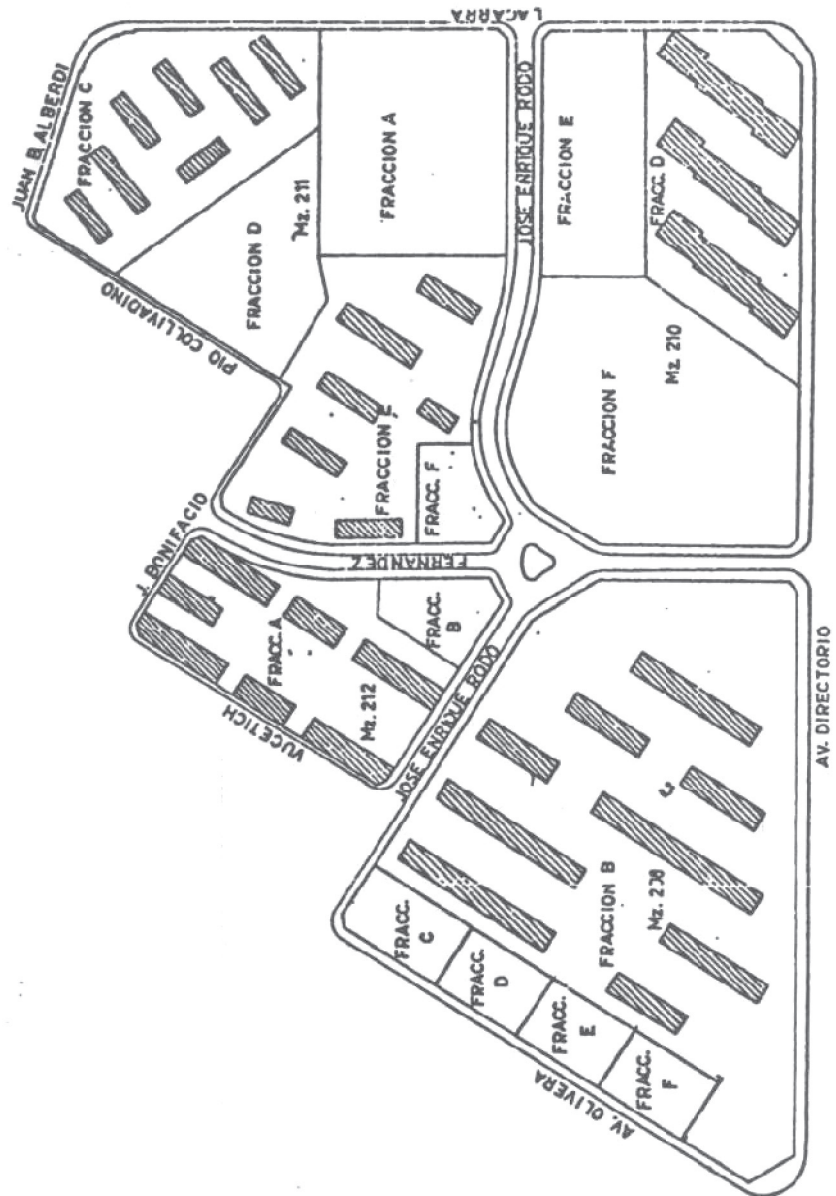 LACARRA
JUAN B. ALBERDI
FRACCION C
PIO COLLIVADINO
FRACCION D
Mz. 211
FRACCION A
JOSE ENRIQUE RODO
FRACCION E
FRACC. D
FRACCION E
FRACC. F
FRACCION F
Mz. 210
J. BONIFACIO
FERNANDEZ
FRACC. A
FRACC.
B
VUCETICH
Mz. 212
JOSE ENRIQUE RODO
FRACC.
C
FRACC.
D
FRACC.
E
FRACC.
F
FRACCION B
Mz. 208
AV. OLIVERA
AV. DIRECTORIO